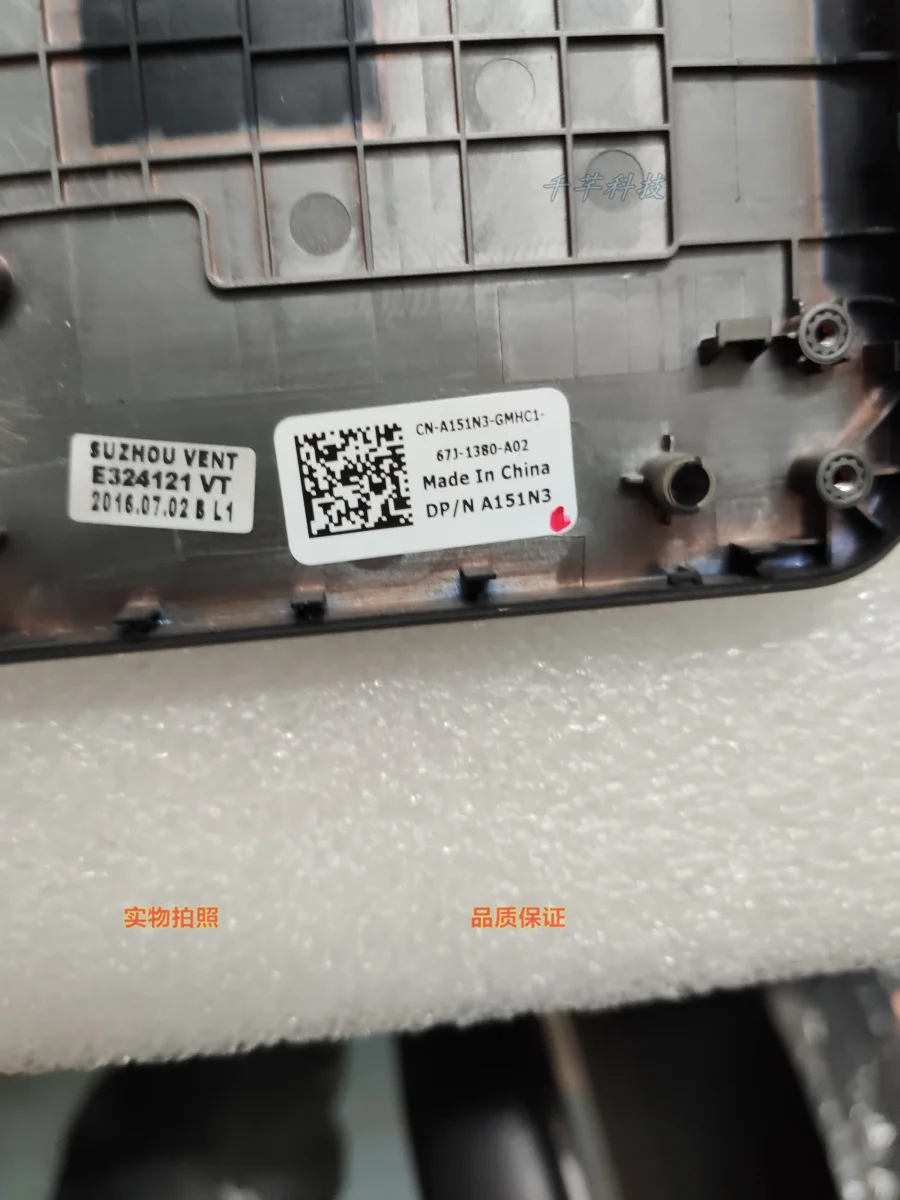 千芊科技
CN-A151N3-GMHC1-
67J-1380-A02
Made In China
DP/N A151N3
SUZHOU VENT
E324121 VT
2016.07.02 B L1
实物拍照
品质保证